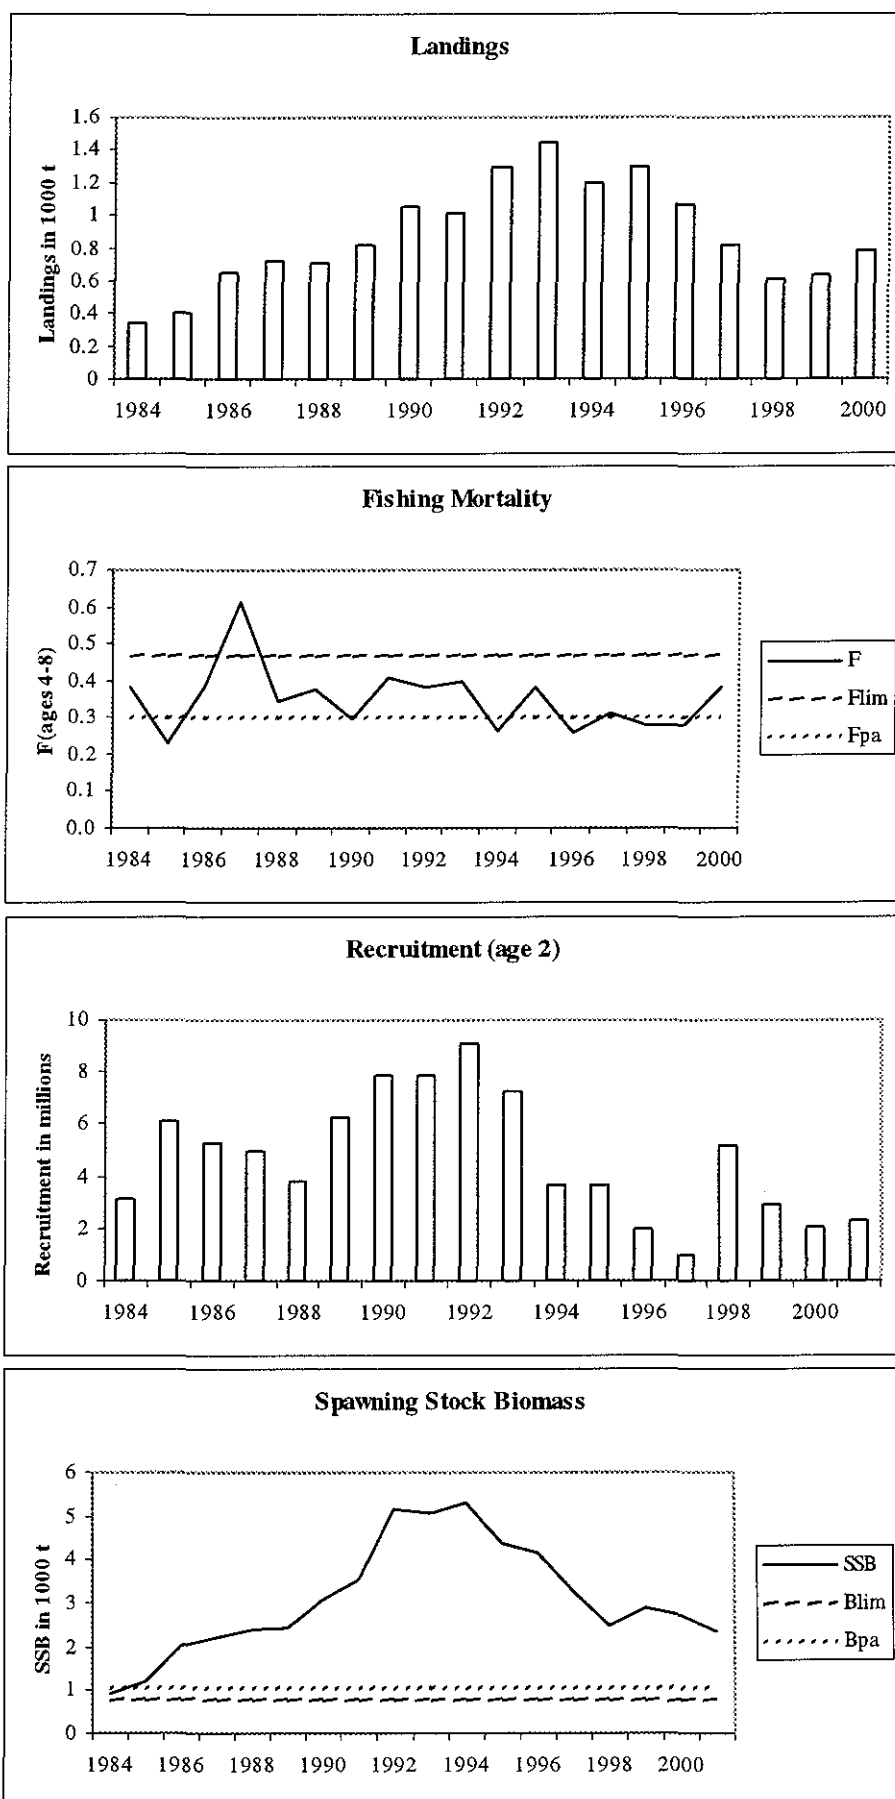 Landings
Landings in 1000 t
1.6
1.4
1.2
1
0.8
0.6
0.4
0.2
0
1984 1986 1988 1990 1992 1994 1996 1998 2000
Fishing Mortality
F(ages 4-8)
0.7
0.6
0.5
0.4
0.3
0.2
0.1
0.0
1984 1986 1988 1990 1992 1994 1996 1998 2000
F
Flim
Fpa
Recruitment (age 2)
Recruitment in millions
10
8
6
4
2
0
1984 1986 1988 1990 1992 1994 1996 1998 2000
Spawning Stock Biomass
SSB in 1000 t
6
5
4
3
2
1
0
1984 1986 1988 1990 1992 1994 1996 1998 2000
SSB
Blim
Bpa